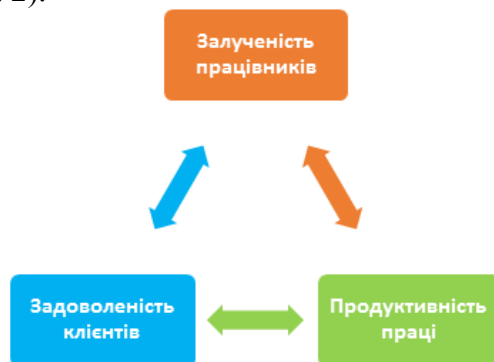 Залученість
працівників
Задоволеність
клієнтів
Продуктивність
праці